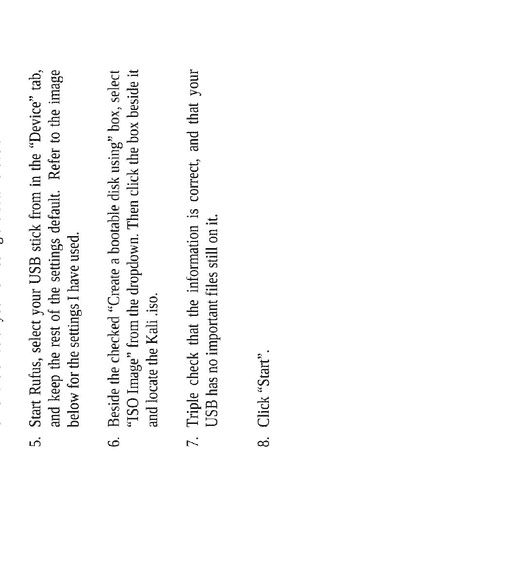 5. Start Rufus, select your USB stick from in the “Device” tab,
and keep the rest of the settings default. Refer to the image
below for the settings I have used.
6. Beside the checked “Create a bootable disk using” box, select
“ISO Image” from the dropdown. Then click the box beside it
and locate the Kali .iso.
7. Triple check that the information is correct, and that your
USB has no important files still on it.
8. Click “Start”.